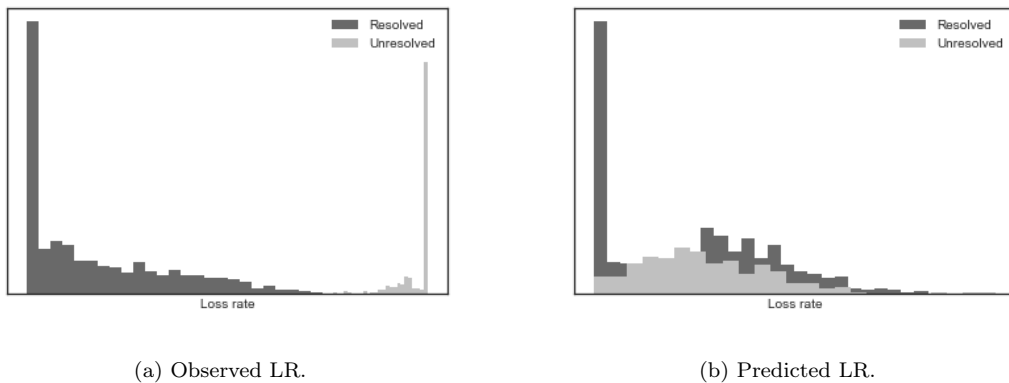 Resolved
Unresolved
Loss rate
(a) Observed LR.
Resolved
Unresolved
Loss rate
(b) Predicted LR.